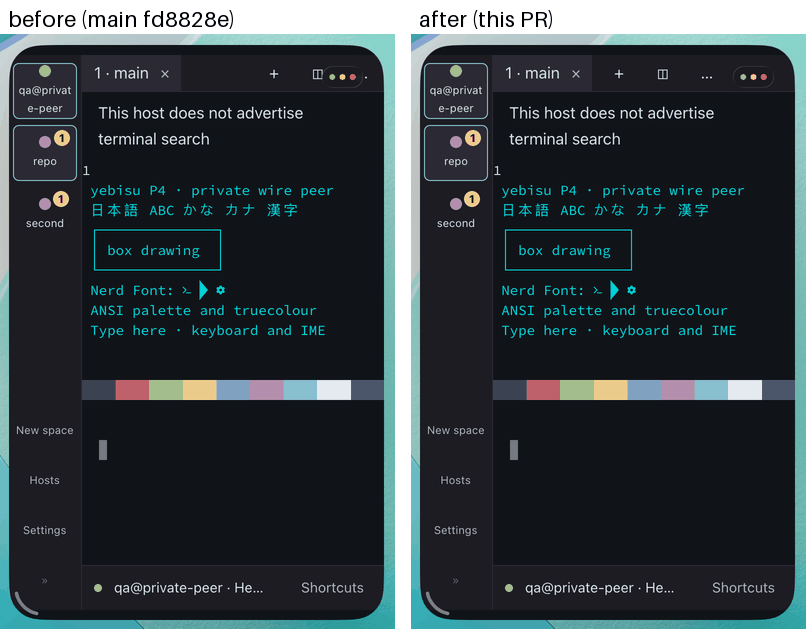 before (main fd8828e)
qa@privat
e-peer
1
repo
1
second
New space
Hosts
Settings
»
1 · main ×
+
This host does not advertise
terminal search
1
yebisu P4 · private wire peer
日本語 ABC かな カナ 漢字
box drawing
Nerd Font:
ANSI palette and truecolour
Type here · keyboard and IME
qa@private-peer · He...
Shortcuts
after (this PR)
qa@privat
e-peer
1
repo
1
second
New space
Hosts
Settings
»
1 · main ×
+
...
This host does not advertise
terminal search
1
yebisu P4 · private wire peer
日本語 ABC かな カナ 漢字
box drawing
Nerd Font:
ANSI palette and truecolour
Type here · keyboard and IME
qa@private-peer · He...
Shortcuts